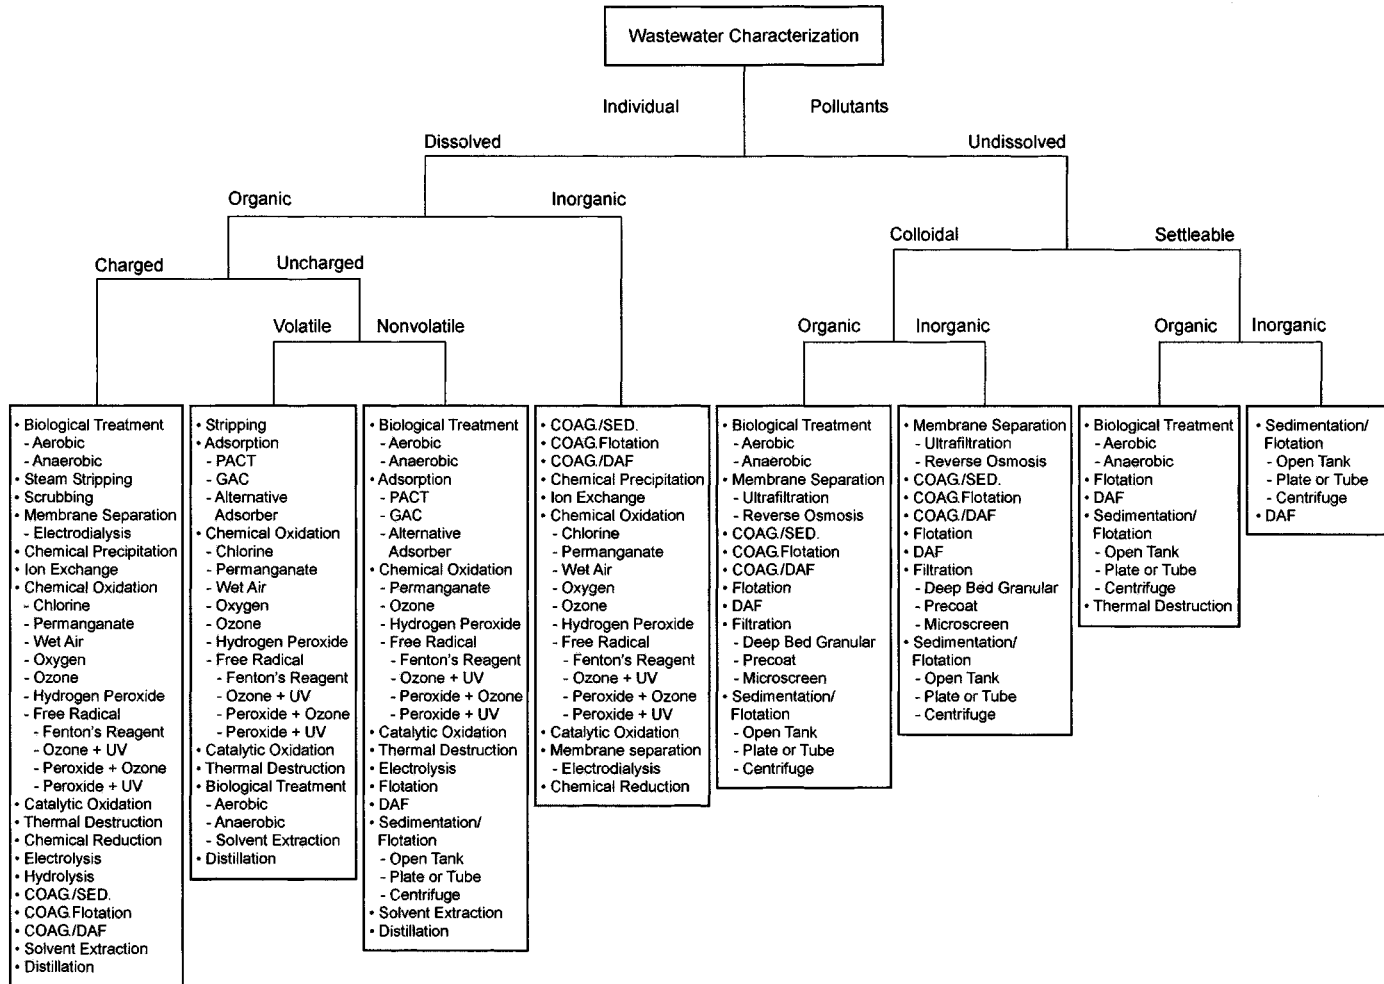 Wastewater Characterization
Individual Pollutants
Dissolved
Undissolved
Organic
Inorganic
Colloidal
Settleable
Charged
Uncharged
Volatile
Nonvolatile
Organic
Inorganic
Organic
Inorganic
• Biological Treatment
- Aerobic
- Anaerobic
• Steam Stripping
• Scrubbing
• Membrane Separation
- Electrodialysis
• Chemical Precipitation
• Ion Exchange
• Chemical Oxidation
- Chlorine
- Permanganate
- Wet Air
- Oxygen
- Ozone
- Hydrogen Peroxide
- Free Radical
- Fenton's Reagent
- Ozone + UV
- Peroxide + Ozone
- Peroxide + UV
• Catalytic Oxidation
• Thermal Destruction
• Chemical Reduction
• Electrolysis
• Hydrolysis
• COAG./SED.
• COAG.Flotation
• COAG./DAF
• Solvent Extraction
• Distillation
• Stripping
• Adsorption
- PACT
- GAC
- Alternative
Adsorber
• Chemical Oxidation
- Chlorine
- Permanganate
- Wet Air
- Oxygen
- Ozone
- Hydrogen Peroxide
- Free Radical
- Fenton's Reagent
- Ozone + UV
- Peroxide + Ozone
- Peroxide + UV
• Catalytic Oxidation
• Thermal Destruction
• Biological Treatment
- Aerobic
- Anaerobic
- Solvent Extraction
• Distillation
• Biological Treatment
- Aerobic
- Anaerobic
• Adsorption
- PACT
- GAC
- Alternative
Adsorber
• Chemical Oxidation
- Permanganate
- Ozone
- Hydrogen Peroxide
- Free Radical
- Fenton's Reagent
- Ozone + UV
- Peroxide + Ozone
- Peroxide + UV
• Catalytic Oxidation
• Thermal Destruction
• Electrolysis
• Flotation
• DAF
• Sedimentation/
Flotation
- Open Tank
- Plate or Tube
- Centrifuge
• Solvent Extraction
• Distillation
• COAG./SED.
• COAG.Flotation
• COAG./DAF
• Chemical Precipitation
• Ion Exchange
• Chemical Oxidation
- Chlorine
- Permanganate
- Wet Air
- Oxygen
- Ozone
- Hydrogen Peroxide
- Free Radical
- Fenton's Reagent
- Ozone + UV
- Peroxide + Ozone
- Peroxide + UV
• Catalytic Oxidation
• Membrane separation
- Electrodialysis
• Chemical Reduction
• Biological Treatment
- Aerobic
- Anaerobic
• Membrane Separation
- Ultrafiltration
- Reverse Osmosis
• COAG./SED.
• COAG.Flotation
• COAG./DAF
• Flotation
• DAF
• Filtration
- Deep Bed Granular
- Precoat
- Microscreen
• Sedimentation/
Flotation
- Open Tank
- Plate or Tube
- Centrifuge
• Membrane Separation
- Ultrafiltration
- Reverse Osmosis
• COAG./SED.
• COAG.Flotation
• COAG./DAF
• Flotation
• DAF
• Filtration
- Deep Bed Granular
- Precoat
- Microscreen
• Sedimentation/
Flotation
- Open Tank
- Plate or Tube
- Centrifuge
• Biological Treatment
- Aerobic
- Anaerobic
• Flotation
• DAF
• Sedimentation/
Flotation
- Open Tank
- Plate or Tube
- Centrifuge
• Thermal Destruction
• Sedimentation/
Flotation
- Open Tank
- Plate or Tube
- Centrifuge
• DAF